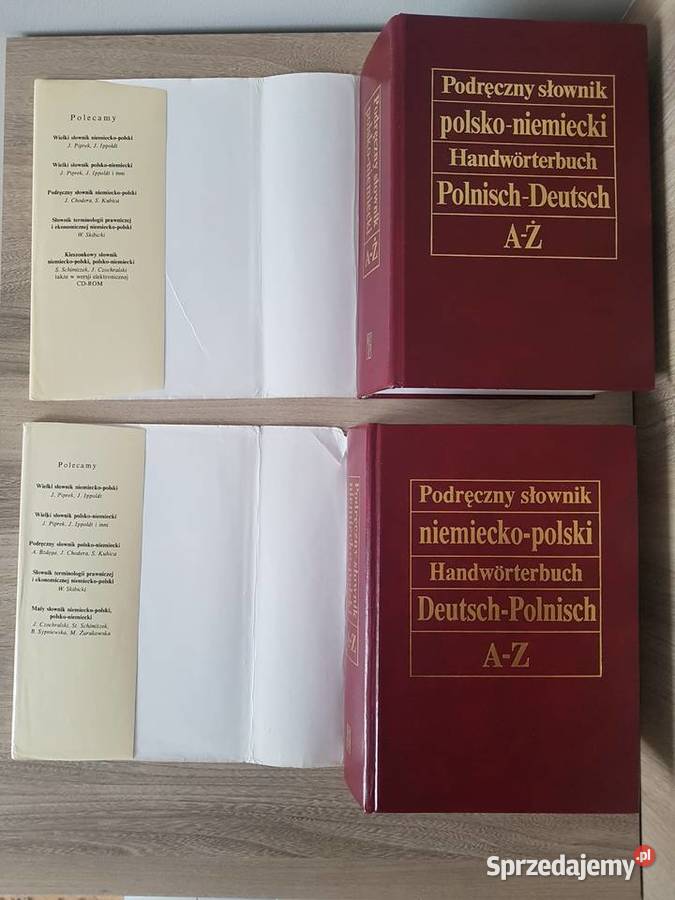 Polecamy
Wielki słownik niemiecko-polski
J. Piprek, J. Ippoldt
Wielki słownik polsko-niemiecki
J. Piprek, J. Ippoldt i inni
Podręczny słownik niemiecko-polski
J. Chodera, S. Kubica
Słownik terminologii prawniczej
i ekonomicznej niemiecko-polski
W. Skibicki
Kieszonkowy słownik
niemiecko-polski, polsko-niemiecki
S. Schimitzek, J. Czochralski
także w wersji elektronicznej
CD-ROM
Podręczny słownik
A-Ż
Podręczny słownik
polsko-niemiecki
Handwörterbuch
Polnisch-Deutsch
A-Ż
Polecamy
Wielki słownik niemiecko-polski
J. Piprek, J. Ippoldt
Wielki słownik polsko-niemiecki
J. Piprek, J. Ippoldt i inni
Podręczny słownik polsko-niemiecki
A. Bzdęga, J. Chodera, S. Kubica
Słownik terminologii prawniczej
i ekonomicznej niemiecko-polski
W. Skibicki
Mały słownik niemiecko-polski,
polsko-niemiecki
J. Czochralski, St. Schimitzek,
B. Sypniewska, M. Żurakowska
Podręczny słownik
Podręczny słownik
niemiecko-polski
Handwörterbuch
Deutsch-Polnisch
A-Z
Sprzedajemy.pl